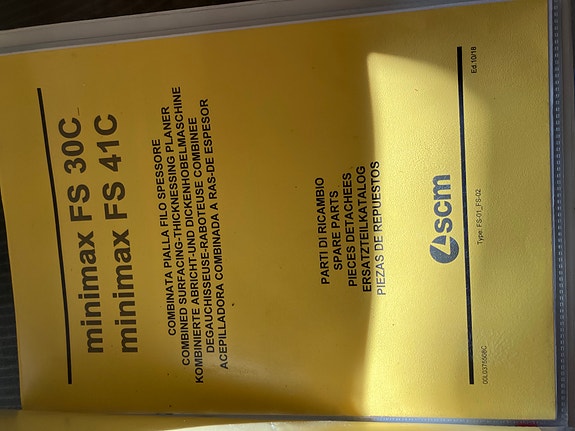 minimax FS 30C
minimax FS 41C
COMBINATA PIALLA FILO SPESSORE
COMBINED SURFACING-THICKNESSING PLANER
KOMBINIERTE ABRICHT-UND DICKENHOBELMASCHINE
DEGAUCHISSEUSE-RABOTEUSE COMBINEE
ACEPILLADORA COMBINADA A RAS-DE ESPESOR
PARTI DI RICAMBIO
SPARE PARTS
PIECES DETACHEES
ERSATZTEILKATALOG
PIEZAS DE REPUESTOS
scm
00L0375508C
Type: FS-01_FS-02
Ed.10/18